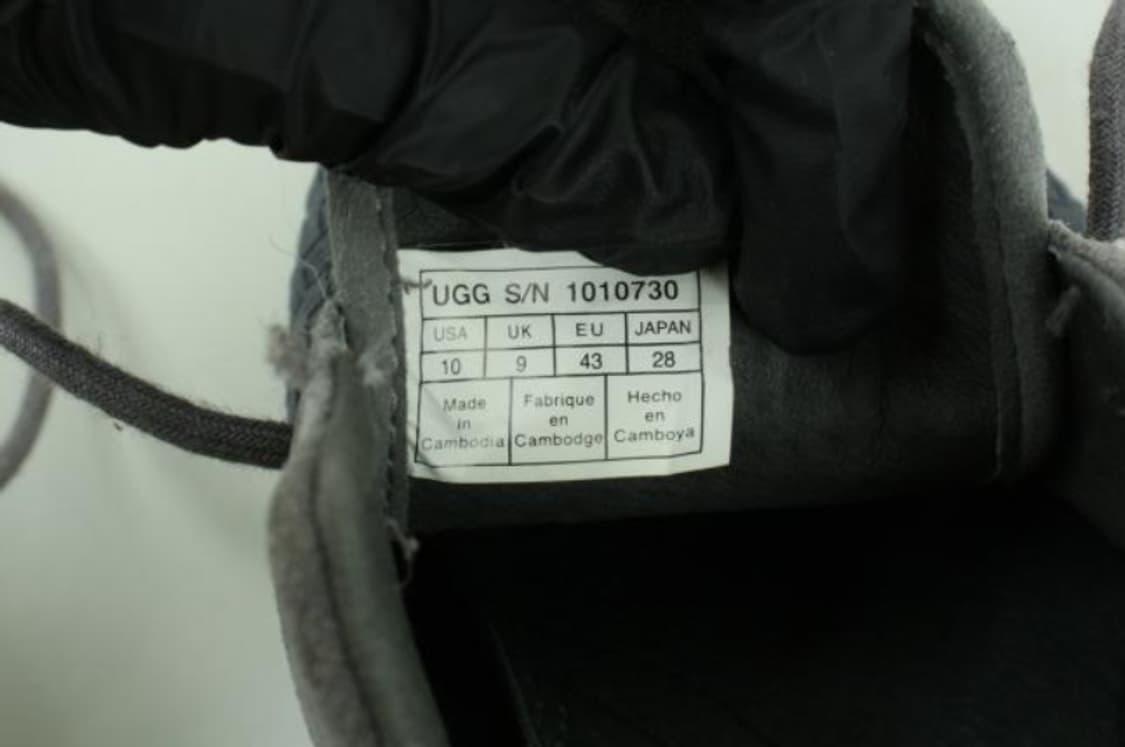 UGG S/N 1010730
USA UK EU JAPAN
10 9 43 28
Made in Cambodia
Fabrique en Cambodge
Hecho en Camboya